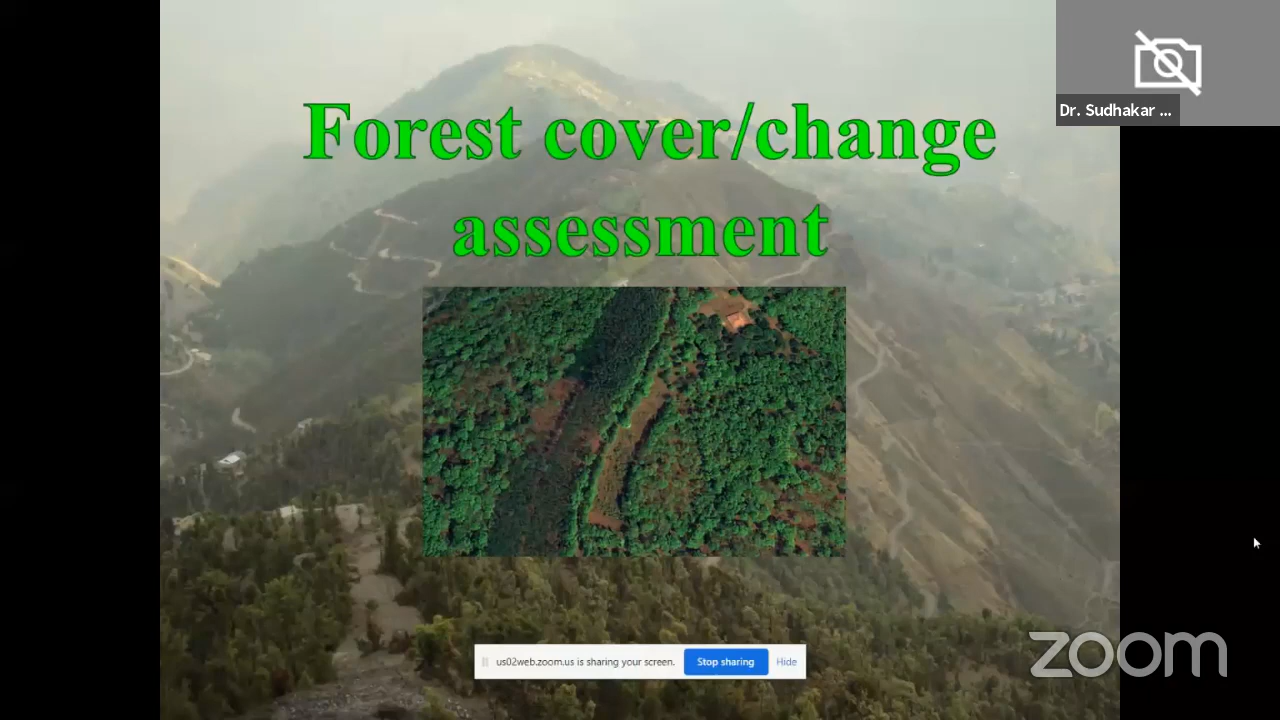 Forest cover/change
assessment
Dr. Sudhakar ...
us02web.zoom.us is sharing your screen.
Stop sharing
Hide
zoom